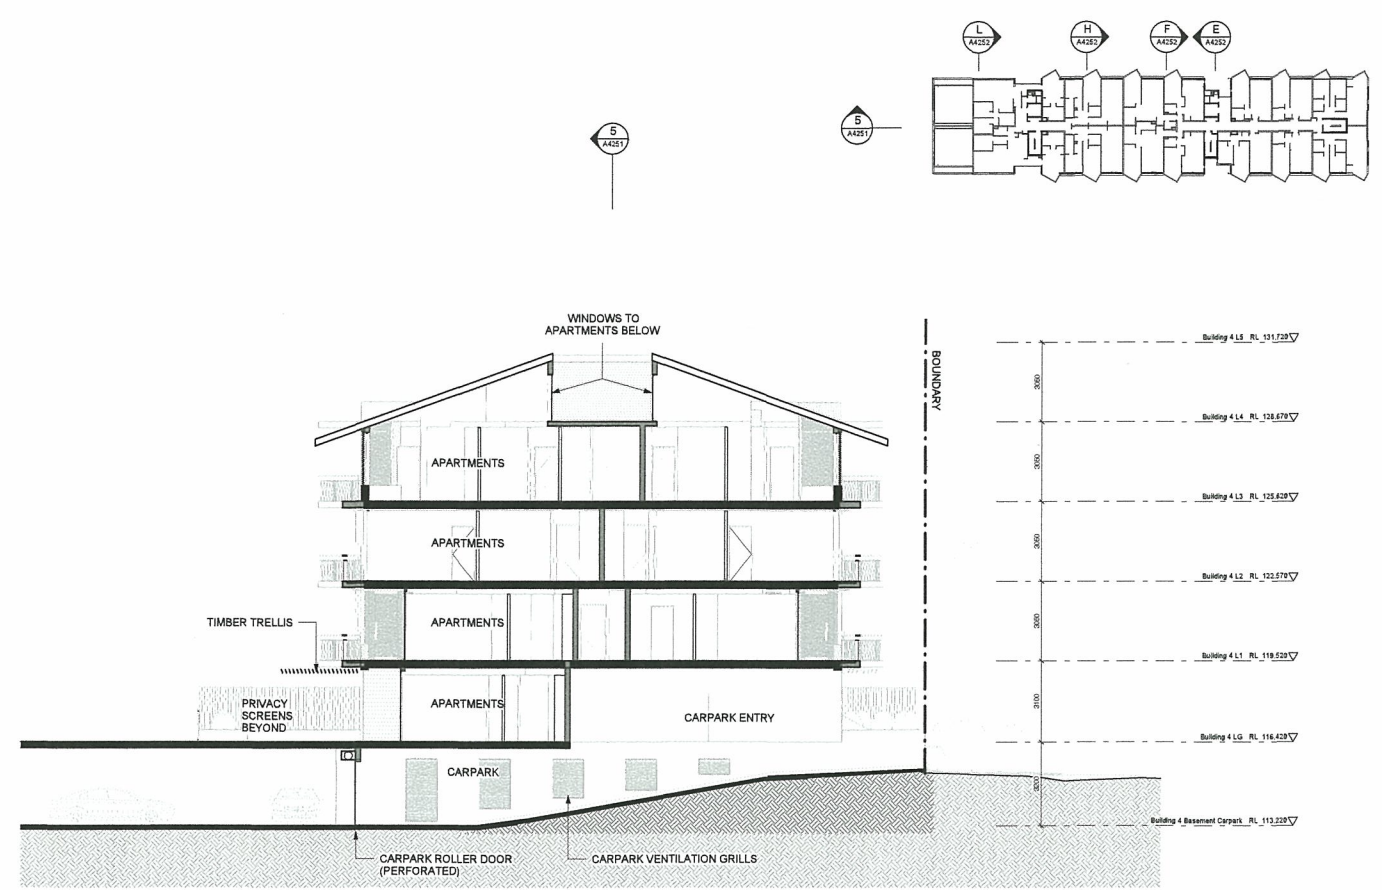 L
A4252
H
A4252
F
A4252
E
A4252
5
A4251
5
A4251
WINDOWS TO
APARTMENTS BELOW
BOUNDARY
Building 4 L5 RL 131,720
3050
Building 4 L4 RL 128,670
APARTMENTS
3050
Building 4 L3 RL 125,620
APARTMENTS
3050
Building 4 L2 RL 122,570
TIMBER TRELLIS
APARTMENTS
3050
Building 4 L1 RL 119,520
PRIVACY
SCREENS
BEYOND
APARTMENTS
CARPARK ENTRY
3100
Building 4 LG RL 116,420
CARPARK
3200
Building 4 Basement Carpark RL 113,220
CARPARK ROLLER DOOR
(PERFORATED)
CARPARK VENTILATION GRILLS